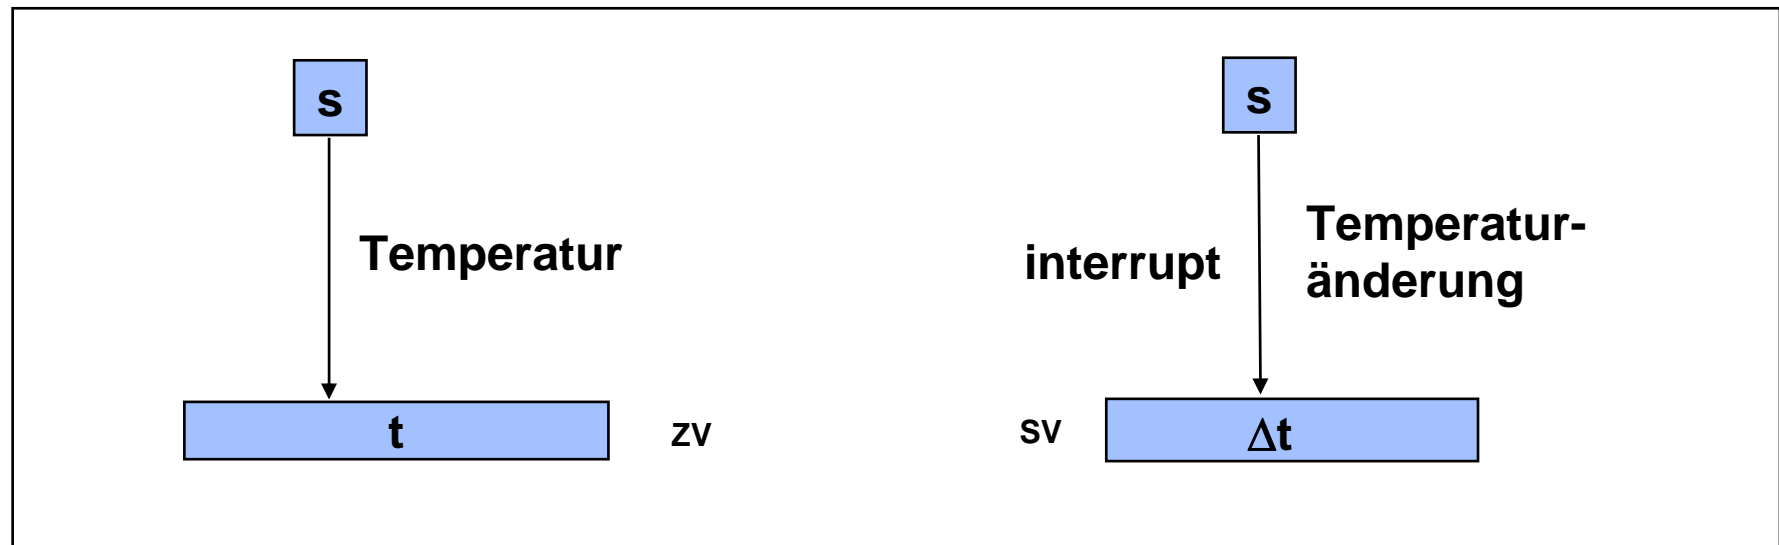 s
Temperatur
t
ZV
s
interrupt
Temperatur-
änderung
SV
Δt